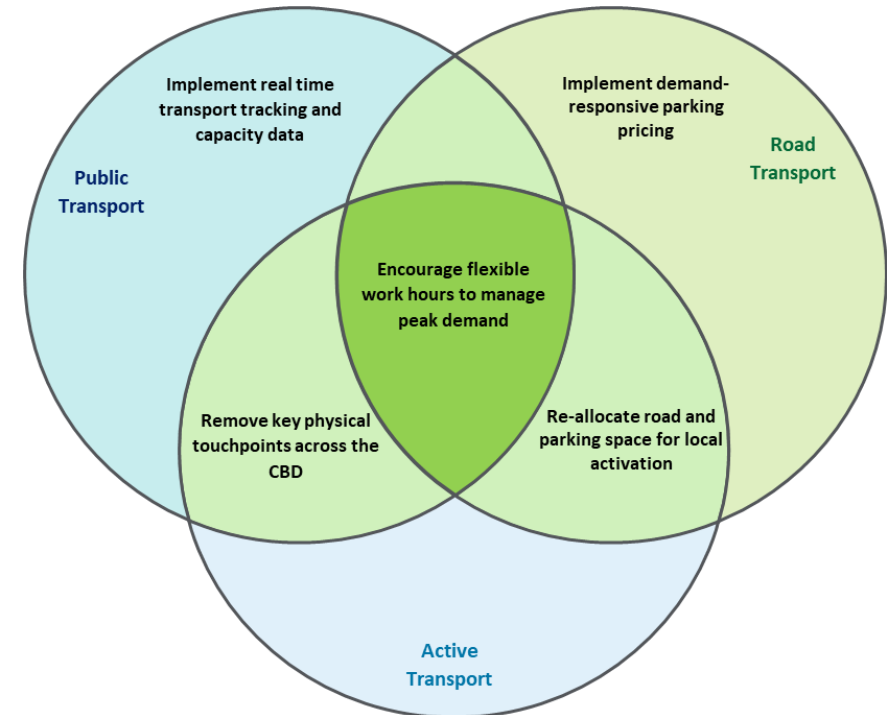 Implement real time
transport tracking and
capacity data
Implement demand-
responsive parking
pricing
Public
Transport
Road
Transport
Encourage flexible
work hours to manage
peak demand
Remove key physical
touchpoints across the
CBD
Re-allocate road and
parking space for local
activation
Active
Transport